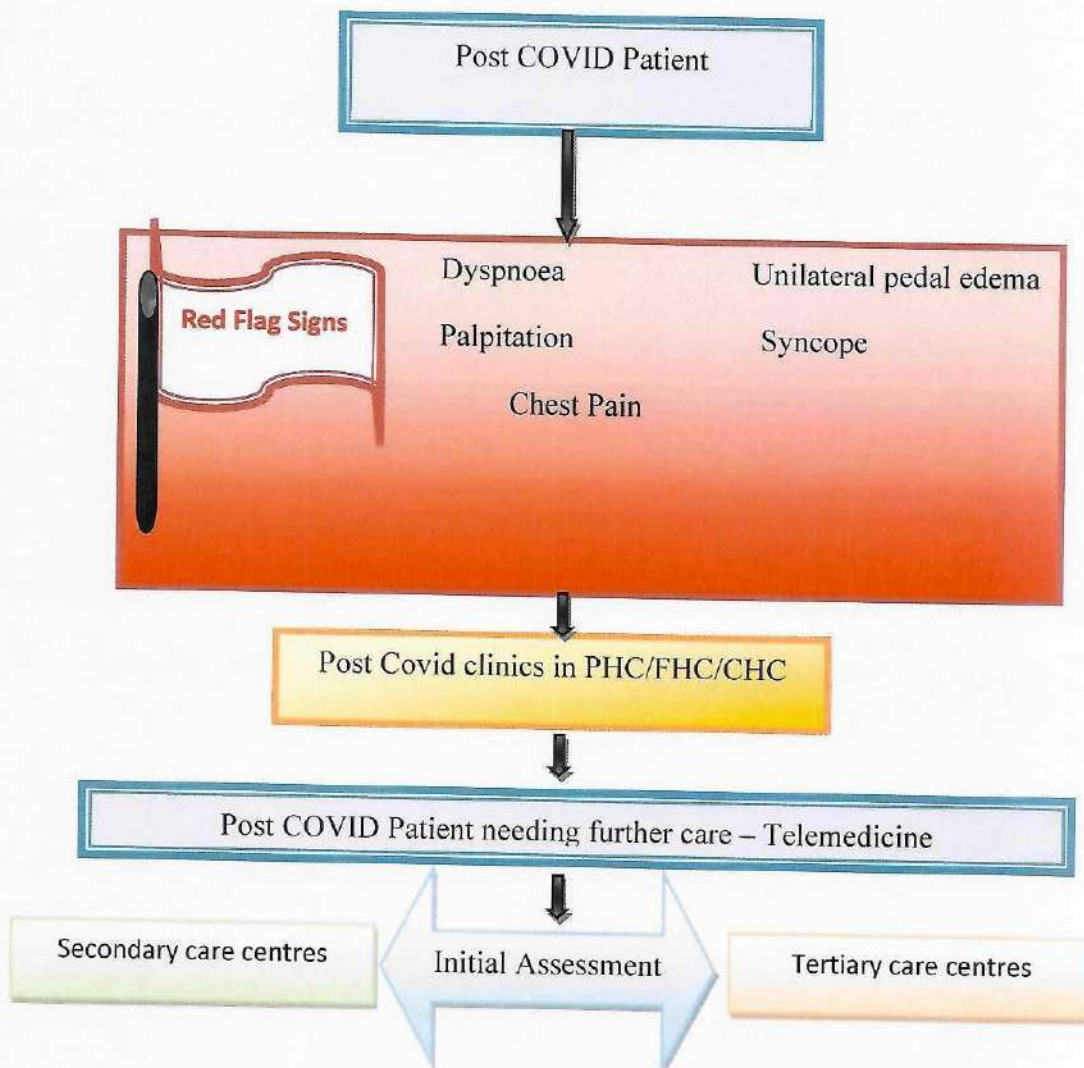 Post COVID Patient
Red Flag Signs
Dyspnoea
Unilateral pedal edema
Palpitation
Syncope
Chest Pain
Post Covid clinics in PHC/FHC/CHC
Post COVID Patient needing further care – Telemedicine
Secondary care centres
Initial Assessment
Tertiary care centres